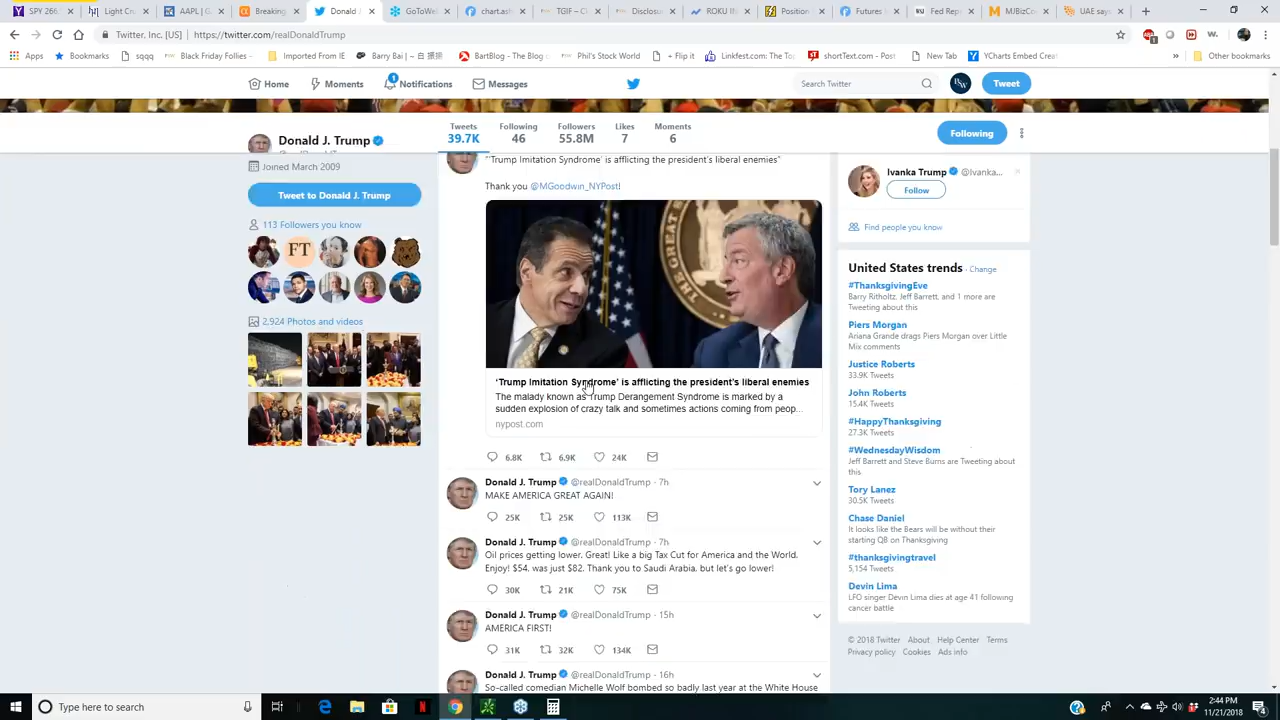 SPY 266.
Light Cru
AAPL | G
Breaking
Donald J. T
GoToWeb
chart.ash
TGIF - M
Disclosur
ROKU Inc
Position
Futures
Fed Rep
MJBizCo
UAE says
Twitter, Inc. [US] | https://twitter.com/realDonaldTrump
Apps
Bookmarks
sqqq
Black Friday Follies -
Imported From IE
BartBlog - The Blog o
Phil's Stock World
+ Flip it
Linkfest.com: The To
shortText.com - Post
New Tab
YCharts Embed Creat
»
Other bookmarks
Home
Moments
1
Notifications
Messages
Search Twitter
Tweet
Donald J. Trump
Joined March 2009
Tweet to Donald J. Trump
113 Followers you know
FT
2,924 Photos and videos
Tweets
39.7K
Following
46
Followers
55.8M
Likes
7
Moments
6
Following
"'Trump Imitation Syndrome' is afflicting the president's liberal enemies"
Thank you @MGoodwin_NYPost!
'Trump Imitation Syndrome' is afflicting the president's liberal enemies
The malady known as Trump Derangement Syndrome is marked by a
sudden explosion of crazy talk and sometimes actions coming from peop...
nypost.com
6.8K 6.9K 24K
Donald J. Trump @realDonaldTrump · 7h
MAKE AMERICA GREAT AGAIN!
25K 25K 113K
Donald J. Trump @realDonaldTrump · 7h
Oil prices getting lower. Great! Like a big Tax Cut for America and the World.
Enjoy! $54, was just $82. Thank you to Saudi Arabia, but let's go lower!
30K 21K 75K
Donald J. Trump @realDonaldTrump · 15h
AMERICA FIRST!
31K 32K 134K
Donald J. Trump @realDonaldTrump · 16h
So-called comedian Michelle Wolf bombed so badly last year at the White House
Ivanka Trump @Ivanka...
Follow
Find people you know
United States trends · Change
#ThanksgivingEve
Barry Ritholtz, Jeff Barrett, and 1 more are
Tweeting about this
Piers Morgan
Ariana Grande drags Piers Morgan over Little
Mix comments
Justice Roberts
33.9K Tweets
John Roberts
15.4K Tweets
#HappyThanksgiving
27.3K Tweets
#WednesdayWisdom
Jeff Barrett and Steve Burns are Tweeting about
this
Tory Lanez
30.5K Tweets
Chase Daniel
It looks like the Bears will be without their
starting QB on Thanksgiving
#thanksgivingtravel
5,154 Tweets
Devin Lima
LFO singer Devin Lima dies at age 41 following
cancer battle
© 2018 Twitter About Help Center Terms
Privacy policy Cookies Ads info
Type here to search
2:44 PM
11/21/2018